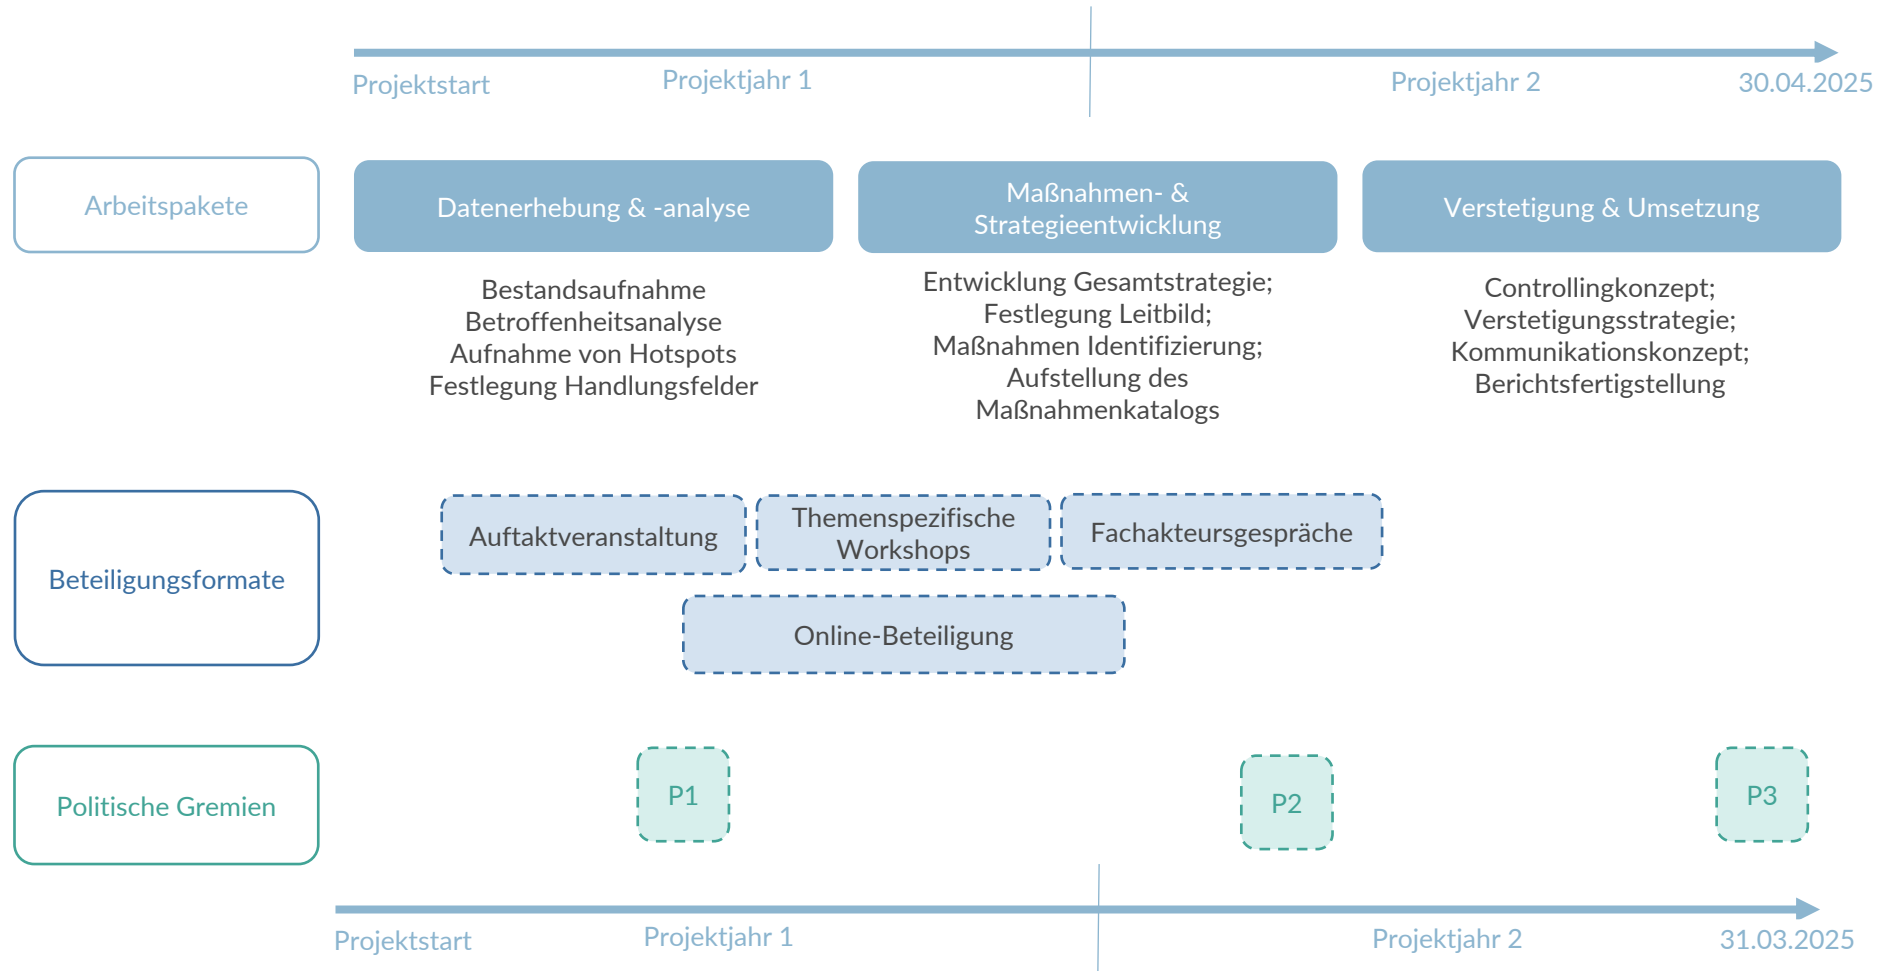 Projektstart
Projektjahr 1
Projektjahr 2
30.04.2025
Arbeitspakete
Datenerhebung & -analyse
Maßnahmen- &
Strategieentwicklung
Verstetigung & Umsetzung
Bestandsaufnahme
Betroffenheitsanalyse
Aufnahme von Hotspots
Festlegung Handlungsfelder
Entwicklung Gesamtstrategie;
Festlegung Leitbild;
Maßnahmen Identifizierung;
Aufstellung des
Maßnahmenkatalogs
Controllingkonzept;
Verstetigungsstrategie;
Kommunikationskonzept;
Berichtsfertigstellung
Beteiligungsformate
Auftaktveranstaltung
Themenspezifische
Workshops
Fachakteursgespräche
Online-Beteiligung
Politische Gremien
P1
P2
P3
Projektstart
Projektjahr 1
Projektjahr 2
31.03.2025